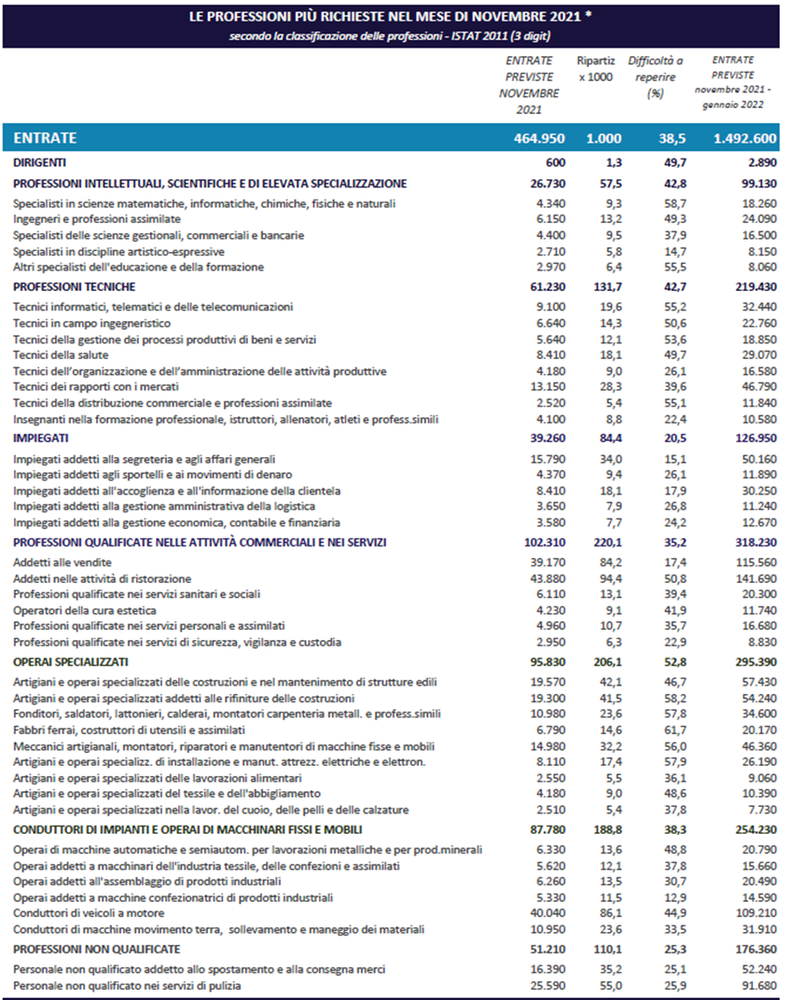 LE PROFESSIONI PIÙ RICHIESTE NEL MESE DI NOVEMBRE 2021 *
secondo la classificazione delle professioni - ISTAT 2011 (3 digit)
ENTRATE PREVISTE NOVEMBRE 2021 Ripartiz x 1000 Difficoltà a reperire (%) ENTRATE PREVISTE novembre 2021 - gennaio 2022
ENTRATE 464.950 1.000 38,5 1.492.600
DIRIGENTI 600 1,3 49,7 2.890
PROFESSIONI INTELLETTUALI, SCIENTIFICHE E DI ELEVATA SPECIALIZZAZIONE 26.730 57,5 42,8 99.130
Specialisti in scienze matematiche, informatiche, chimiche, fisiche e naturali 4.340 9,3 58,7 18.260
Ingegneri e professioni assimilate 6.150 13,2 49,3 24.090
Specialisti delle scienze gestionali, commerciali e bancarie 4.400 9,5 37,9 16.500
Specialisti in discipline artistico-espressive 2.710 5,8 14,7 8.150
Altri specialisti dell'educazione e della formazione 2.970 6,4 55,5 8.060
PROFESSIONI TECNICHE 61.230 131,7 42,7 219.430
Tecnici informatici, telematici e delle telecomunicazioni 9.100 19,6 55,2 32.440
Tecnici in campo ingegneristico 6.640 14,3 50,6 22.760
Tecnici della gestione dei processi produttivi di beni e servizi 5.640 12,1 53,6 18.850
Tecnici della salute 8.410 18,1 49,7 29.070
Tecnici dell'organizzazione e dell'amministrazione delle attività produttive 4.180 9,0 26,1 16.580
Tecnici dei rapporti con i mercati 13.150 28,3 39,6 46.790
Tecnici della distribuzione commerciale e professioni assimilate 2.520 5,4 55,1 11.840
Insegnanti nella formazione professionale, istruttori, allenatori, atleti e profess.simili 4.100 8,8 22,4 10.580
IMPIEGATI 39.260 84,4 20,5 126.950
Impiegati addetti alla segreteria e agli affari generali 15.790 34,0 15,1 50.160
Impiegati addetti agli sportelli e ai movimenti di denaro 4.370 9,4 26,1 11.890
Impiegati addetti all'accoglienza e all'informazione della clientela 8.410 18,1 17,9 30.250
Impiegati addetti alla gestione amministrativa della logistica 3.650 7,9 26,8 11.240
Impiegati addetti alla gestione economica, contabile e finanziaria 3.580 7,7 24,2 12.670
PROFESSIONI QUALIFICATE NELLE ATTIVITÀ COMMERCIALI E NEI SERVIZI 102.310 220,1 35,2 318.230
Addetti alle vendite 39.170 84,2 17,4 115.560
Addetti nelle attività di ristorazione 43.880 94,4 50,8 141.690
Professioni qualificate nei servizi sanitari e sociali 6.110 13,1 39,4 20.300
Operatori della cura estetica 4.230 9,1 41,9 11.740
Professioni qualificate nei servizi personali e assimilati 4.960 10,7 35,7 16.680
Professioni qualificate nei servizi di sicurezza, vigilanza e custodia 2.950 6,3 22,9 8.830
OPERAI SPECIALIZZATI 95.830 206,1 52,8 295.390
Artigiani e operai specializzati delle costruzioni e nel mantenimento di strutture edili 19.570 42,1 46,7 57.430
Artigiani e operai specializzati addetti alle rifiniture delle costruzioni 19.300 41,5 58,2 54.240
Fonditori, saldatori, lattonieri, calderai, montatori carpenteria metall. e profess.simili 10.980 23,6 57,8 34.600
Fabbri ferrai, costruttori di utensili e assimilati 6.790 14,6 61,7 20.170
Meccanici artigianali, montatori, riparatori e manutentori di macchine fisse e mobili 14.980 32,2 56,0 46.360
Artigiani e operai specializz. di installazione e manut. attrezz. elettriche e elettron. 8.110 17,4 57,9 26.190
Artigiani e operai specializzati delle lavorazioni alimentari 2.550 5,5 36,1 9.060
Artigiani e operai specializzati del tessile e dell'abbigliamento 4.180 9,0 48,6 10.390
Artigiani e operai specializzati nella lavor. del cuoio, delle pelli e delle calzature 2.510 5,4 37,8 7.730
CONDUTTORI DI IMPIANTI E OPERAI DI MACCHINARI FISSI E MOBILI 87.780 188,8 38,3 254.230
Operai di macchine automatiche e semiautom. per lavorazioni metalliche e per prod.minerali 6.330 13,6 48,8 20.790
Operai addetti a macchinari dell'industria tessile, delle confezioni e assimilati 5.620 12,1 37,8 15.660
Operai addetti all'assemblaggio di prodotti industriali 6.260 13,5 30,7 20.490
Operai addetti a macchine confezionatrici di prodotti industriali 5.330 11,5 12,9 14.590
Conduttori di veicoli a motore 40.040 86,1 44,9 109.210
Conduttori di macchine movimento terra, sollevamento e maneggio dei materiali 10.950 23,6 33,5 31.910
PROFESSIONI NON QUALIFICATE 51.210 110,1 25,3 176.360
Personale non qualificato addetto allo spostamento e alla consegna merci 16.390 35,2 25,1 52.240
Personale non qualificato nei servizi di pulizia 25.590 55,0 25,9 91.680